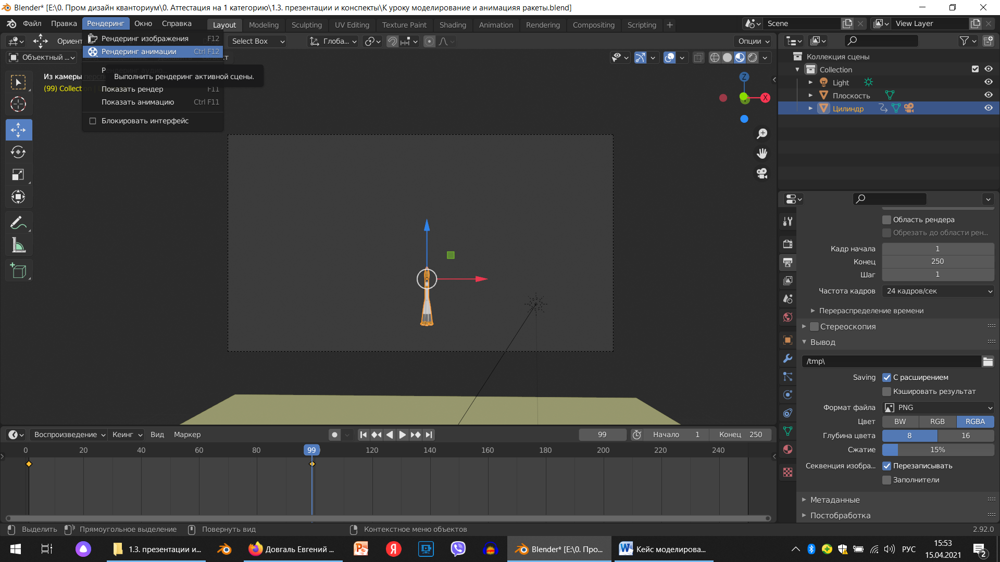 Blender* [E:\0. Пром дизайн кванториум\0. Аттестация на 1 категорию\1.3. презентации и конспекты\К уроку моделирование и анимацияя ракеты.blend]
Файл Правка Рендеринг Окно Справка Layout Modeling Sculpting UV Editing Texture Paint Shading Animation Rendering Compositing Scripting + Scene View Layer
Рендеринг изображения F12
Рендеринг анимации Ctrl F12
Выполнить рендеринг активной сцены.
Показать рендер F11
Показать анимацию Ctrl F11
Блокировать интерфейс
Select Box Глоба... Опции
Объектный ...
Из камеры
(99) Collect
Z
X
Коллекция сцены
Collection
Light
Плоскость
Цилиндр
Область рендера
Обрезать до области рен...
Кадр начала 1
Конец 250
Шаг 1
Частота кадров 24 кадров/сек
Перераспределение времени
Стереоскопия
Вывод
/tmp\
Saving С расширением
Кэшировать результат
Формат файла PNG
Цвет BW RGB RGBA
Глубина цвета 8 16
Сжатие 15%
Секвенция изобра... Перезаписывать
Заполнители
Метаданные
Постобработка
Воспроизведение Кеинг Вид Маркер 99 Начало 1 Конец 250
0 20 40 60 80 99 120 140 160 180 200 220 240
Выделить Прямоугольное выделение Повернуть вид Контекстное меню объектов 2.92.0
1.3. презентации и... Довгаль Евгений ... Blender* [E:\0. Про... Кейс моделирова... РУС 15:53
15.04.2021
2